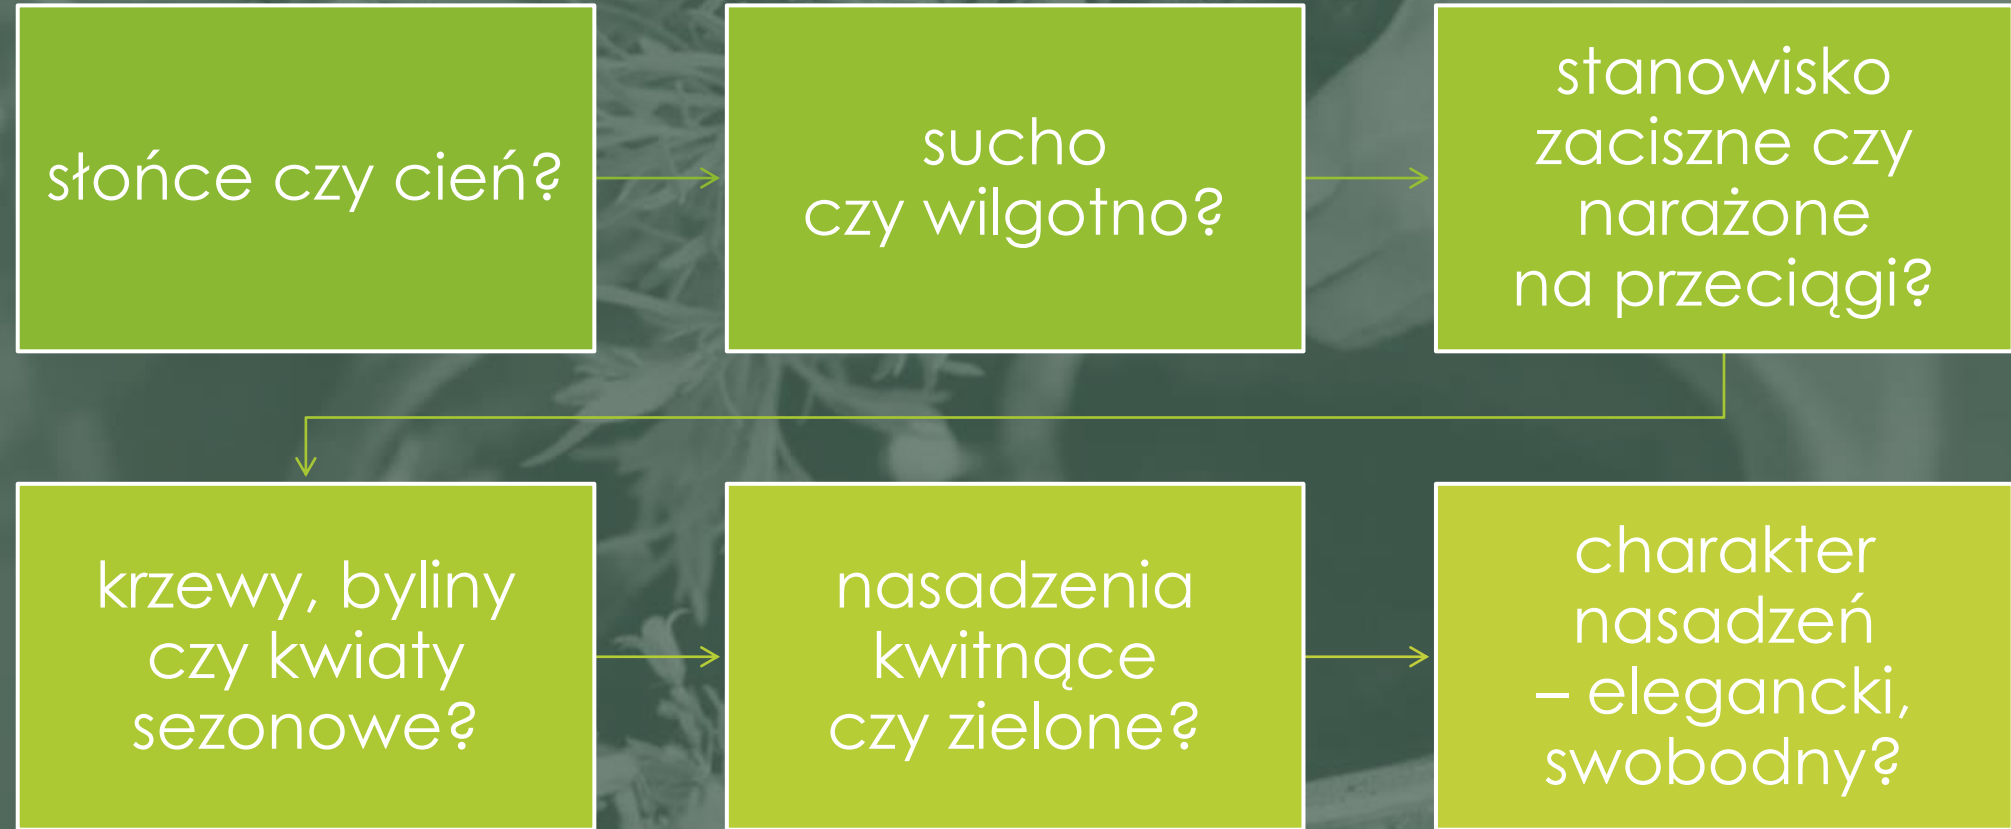 słońce czy cień?
sucho
czy wilgotno?
stanowisko
zaciszne czy
narażone
na przeciągi?
krzewy, byliny
czy kwiaty
sezonowe?
nasadzenia
kwitnące
czy zielone?
charakter
nasadzeń
– elegancki,
swobodny?